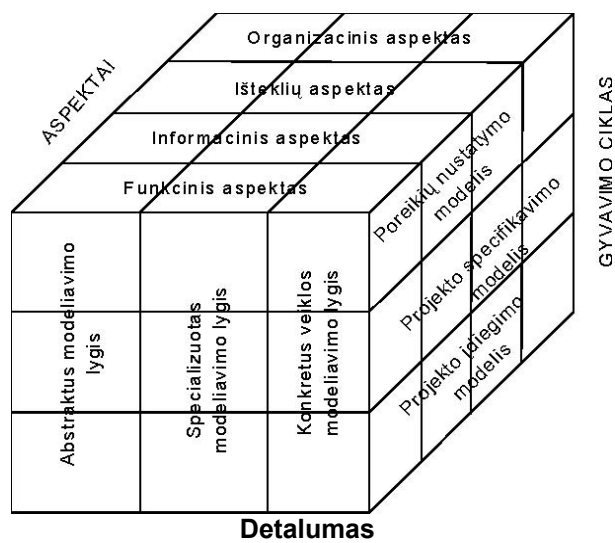 ASPEKTAI
Organizacinis aspektas
Išteklių aspektas
Informacinis aspektas
Funkcinis aspektas
Abstraktus modeliavimo
lygis
Specializuotas
modeliavimo lygis
Konkretus veiklos
modeliavimo lygis
Poreikių nustatymo
modelis
Projekto specifikavimo
modelis
Projekto įdiegimo
modelis
GYVAVIMO CIKLAS
Detalumas